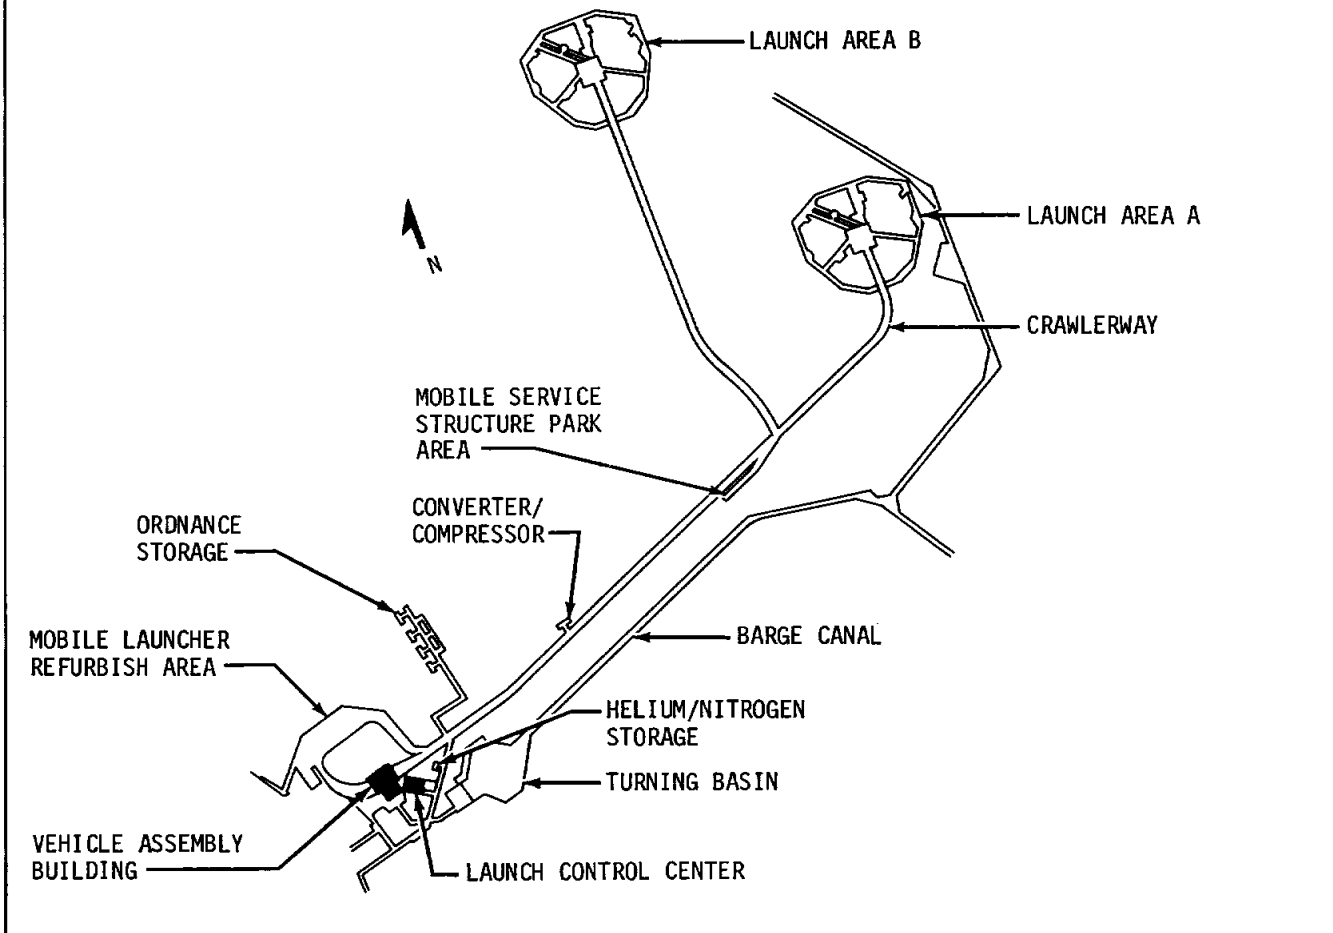 LAUNCH AREA B
LAUNCH AREA A
N
CRAWLERWAY
MOBILE SERVICE
STRUCTURE PARK
AREA
CONVERTER/
COMPRESSOR
ORDNANCE
STORAGE
MOBILE LAUNCHER
REFURBISH AREA
BARGE CANAL
HELIUM/NITROGEN
STORAGE
TURNING BASIN
VEHICLE ASSEMBLY
BUILDING
LAUNCH CONTROL CENTER